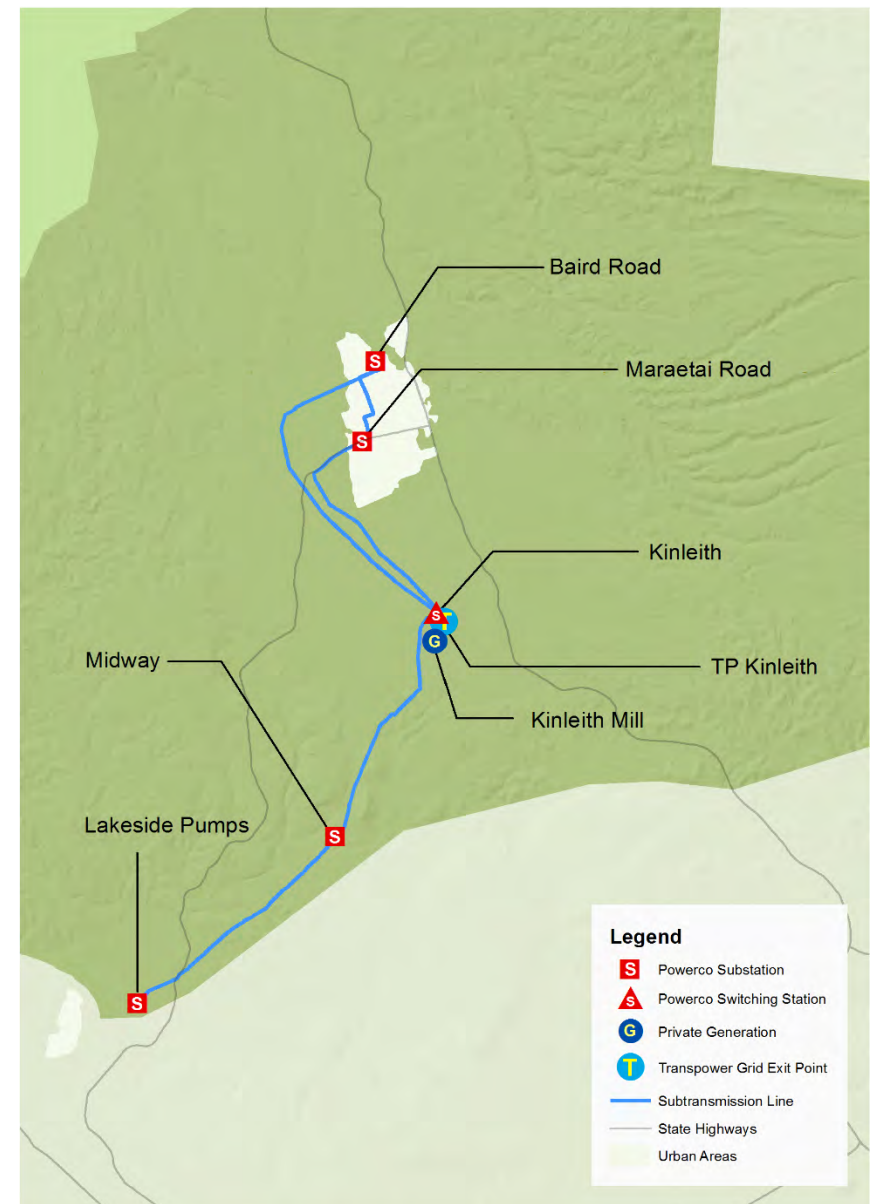 Baird Road
S
Maraetai Road
S
Kinleith
S
T
G
TP Kinleith
Midway
Kinleith Mill
Lakeside Pumps
S
S
Legend
S Powerco Substation
S Powerco Switching Station
G Private Generation
T Transpower Grid Exit Point
Subtransmission Line
State Highways
Urban Areas